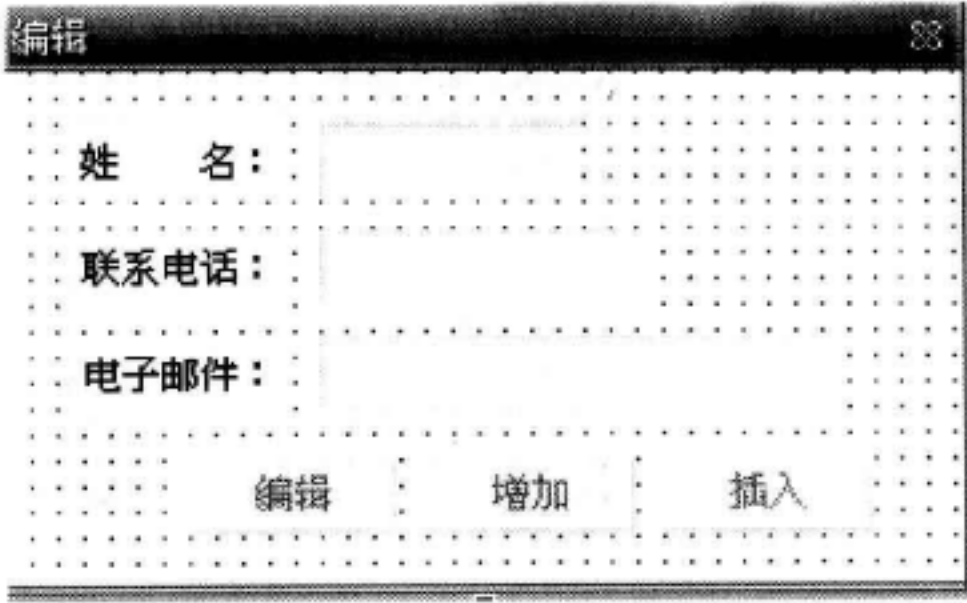 编辑
姓 名：
联系电话：
电子邮件：
编辑 增加 插入